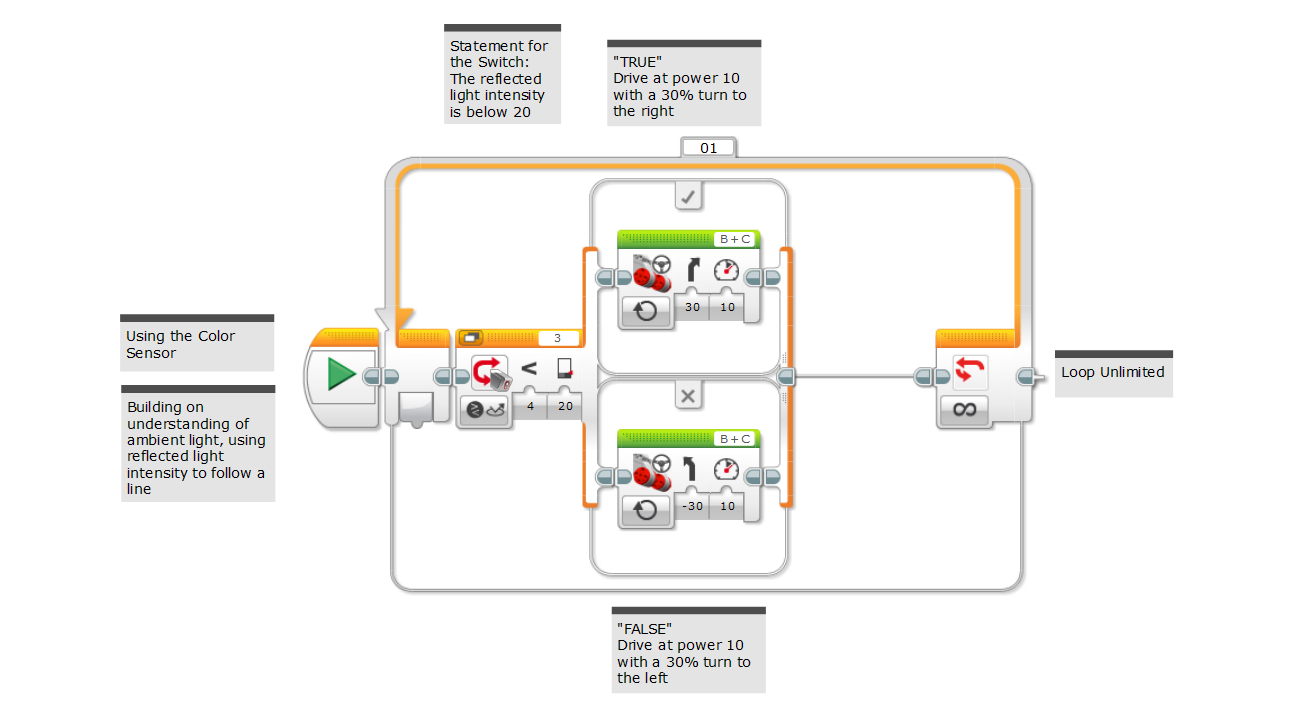 Statement for
the Switch:
The reflected
light intensity
is below 20
"TRUE"
Drive at power 10
with a 30% turn to
the right
01
B+C
30 10
Using the Color
Sensor
3
< 
4 20
Loop Unlimited
Building on
understanding of
ambient light, using
reflected light
intensity to follow a
line
B+C
-30 10
"FALSE"
Drive at power 10
with a 30% turn to
the left